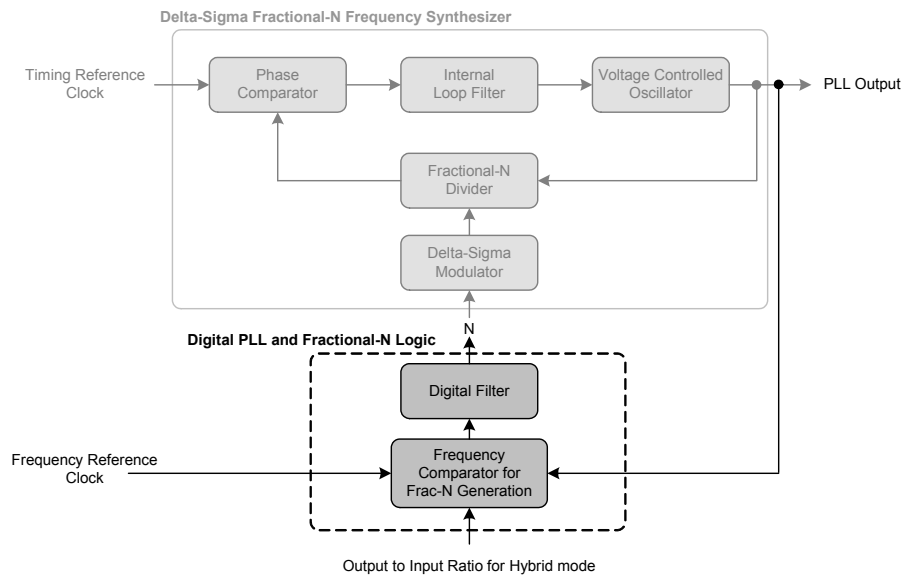 Delta-Sigma Fractional-N Frequency Synthesizer
Timing Reference
Clock
Phase
Comparator
Internal
Loop Filter
Voltage Controlled
Oscillator
PLL Output
Fractional-N
Divider
Delta-Sigma
Modulator
N
Digital PLL and Fractional-N Logic
Digital Filter
Frequency Reference
Clock
Frequency
Comparator for
Frac-N Generation
Output to Input Ratio for Hybrid mode